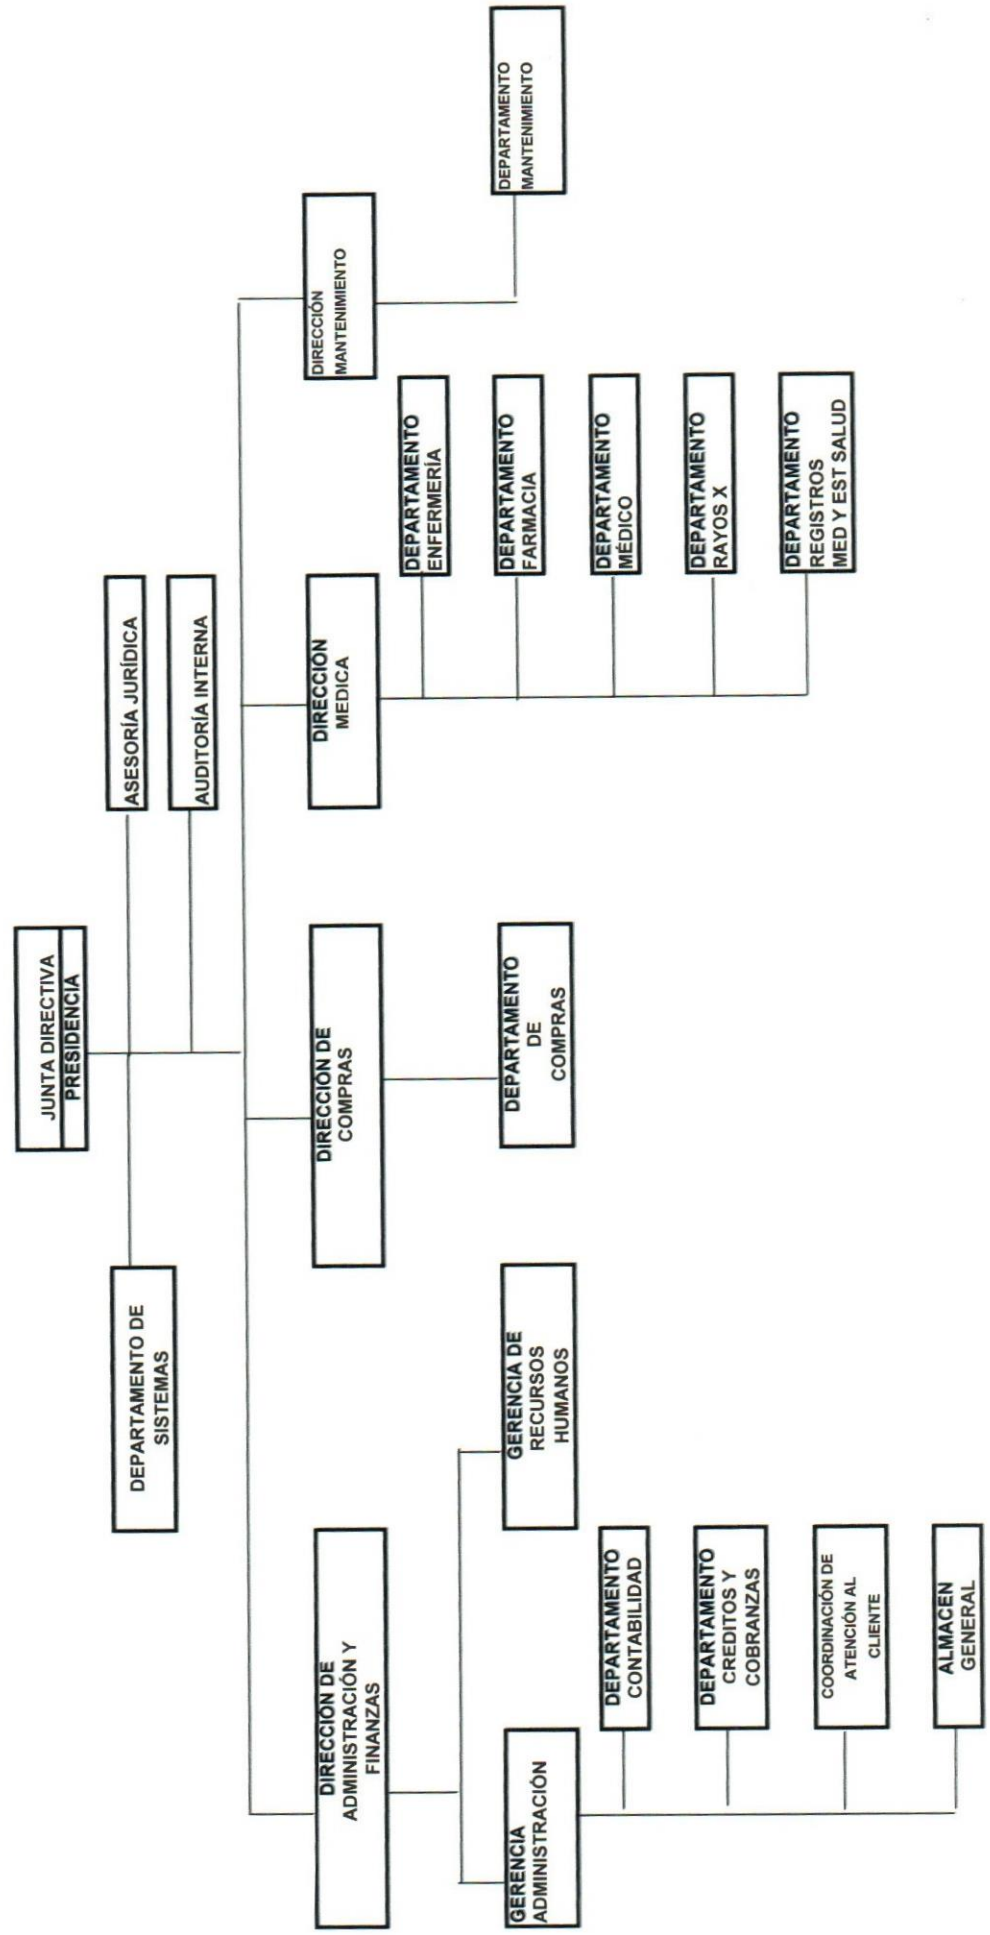 JUNTA DIRECTIVA
PRESIDENCIA
DEPARTAMENTO DE
SISTEMAS
ASESORÍA JURÍDICA
AUDITORÍA INTERNA
DIRECCIÓN DE
ADMINISTRACIÓN Y
FINANZAS
DIRECCIÓN DE
COMPRAS
DIRECCIÓN
MEDICA
DIRECCIÓN
MANTENIMIENTO
GERENCIA
ADMINISTRACIÓN
GERENCIA DE
RECURSOS
HUMANOS
DEPARTAMENTO
CONTABILIDAD
DEPARTAMENTO
CREDITOS Y
COBRANZAS
COORDINACIÓN DE
ATENCIÓN AL
CLIENTE
ALMACEN
GENERAL
DEPARTAMENTO
DE
COMPRAS
DEPARTAMENTO
ENFERMERÍA
DEPARTAMENTO
FARMACIA
DEPARTAMENTO
MÉDICO
DEPARTAMENTO
RAYOS X
DEPARTAMENTO
REGISTROS
MED Y EST SALUD
DEPARTAMENTO
MANTENIMIENTO